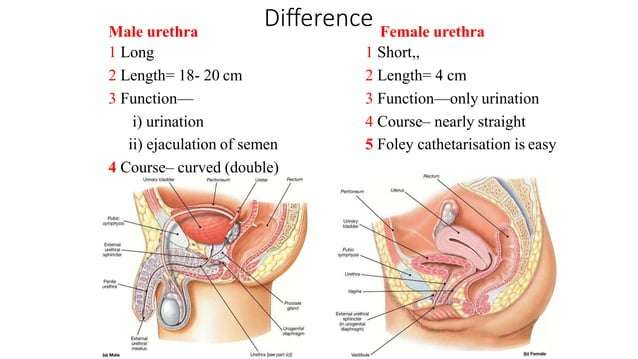 Difference
Male urethra
1 Long
2 Length= 18- 20 cm
3 Function—
i) urination
ii) ejaculation of semen
4 Course– curved (double)
Female urethra
1 Short,,
2 Length= 4 cm
3 Function—only urination
4 Course– nearly straight
5 Foley cathetarisation is easy
Urinary bladder
Peritoneum
Ureter
Rectum
Pubic
symphysis
External
urethral
sphincter
Penile
urethra
External
urethral
meatus
Prostate
gland
Urogenital
diaphragm
Urethra [see part (c)]
(a) Male
Rectum
Peritoneum
Uterus
Urinary
bladder
Pubic
symphysis
Urethra
Vagina
External urethral
sphincter
(in urogenital
diaphragm)
Vestibule
(b) Female